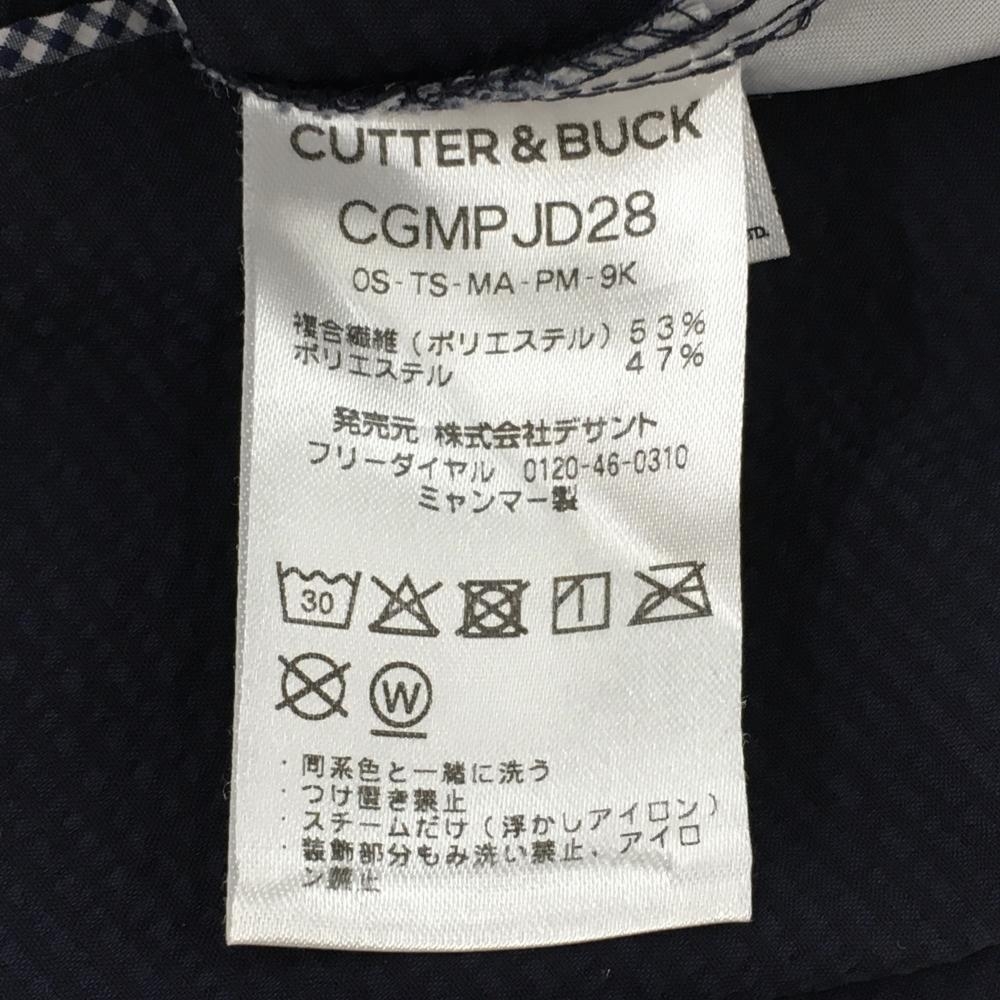 CUTTER & BUCK
CGMPJD28
OS-TS-MA-PM-9K
複合繊維(ポリエステル) 53%
ポリエステル 47%
発売元 株式会社デサント
フリーダイヤル 0120-46-0310
ミャンマー製
30
W
・同系色と一緒に洗う
・つけ置き禁止
・スチームだけ(浮かしアイロン)
・装飾部分もみ洗い禁止、アイロ
ン禁止